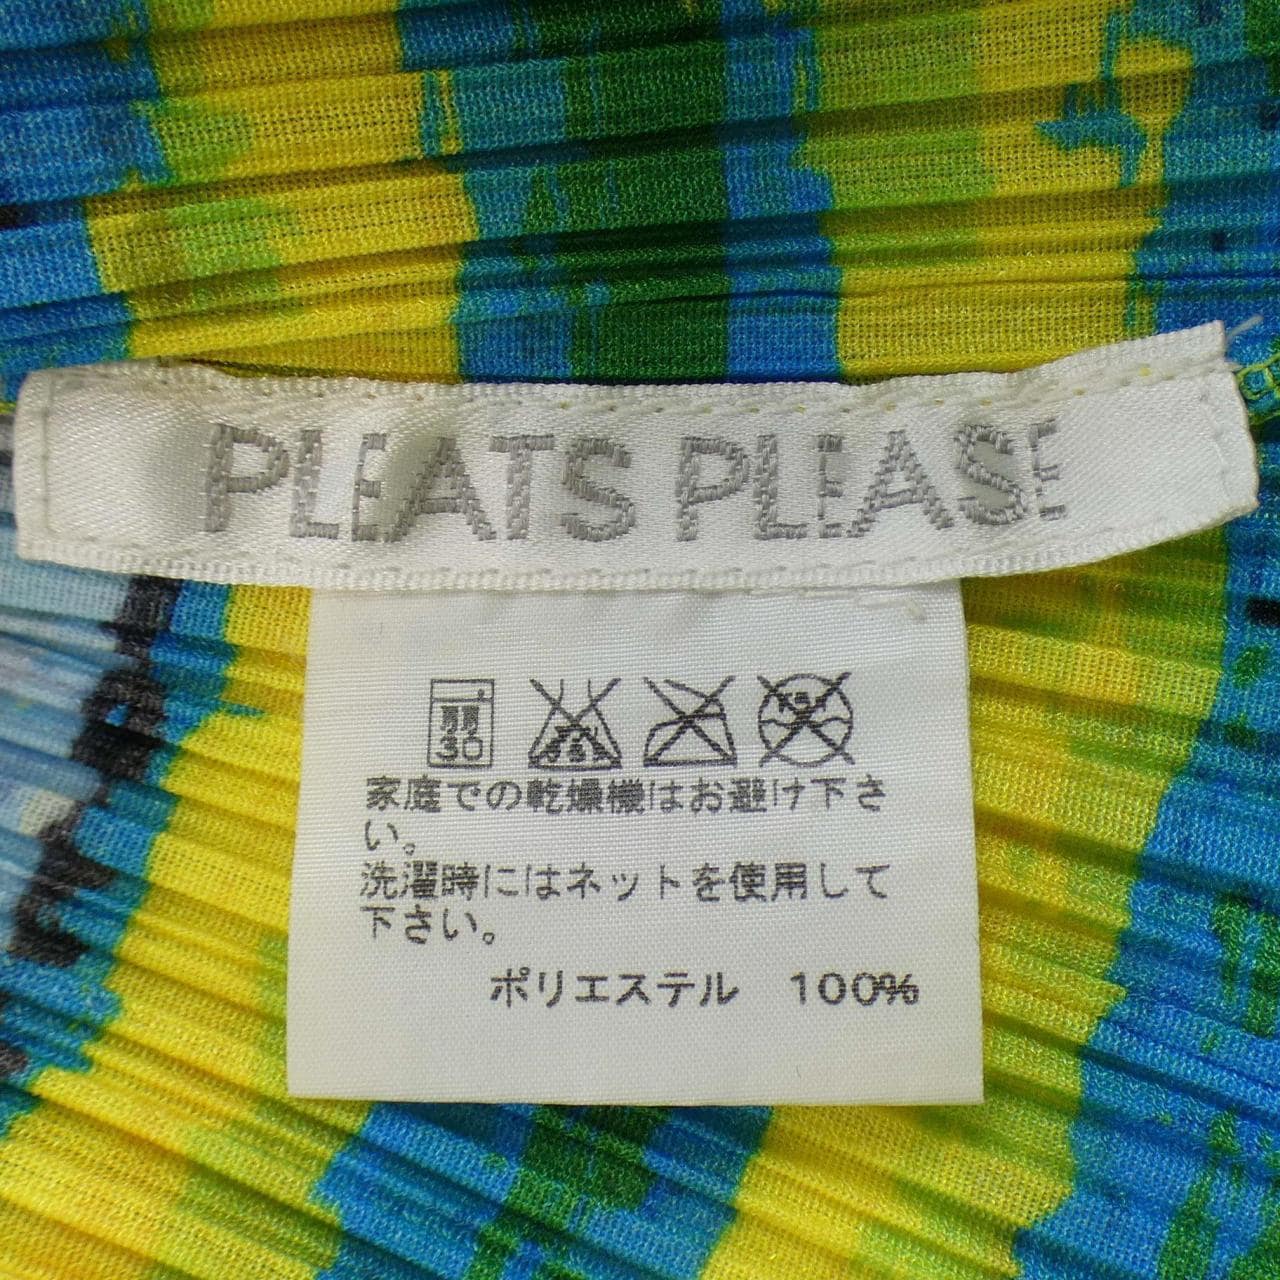 PLEATS PLEASE
30
家庭での乾燥機はお避け下さ
い。
洗濯時にはネットを使用して
下さい。
ポリエステル 100%